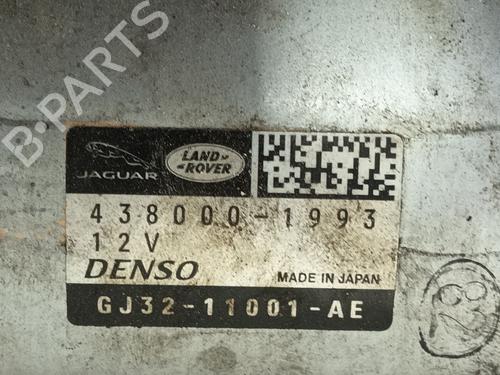 B-PARTS
JAGUAR
LAND-
-ROVER
438000-1993
12V
DENSO
MADE IN JAPAN
GJ32-11001-AE